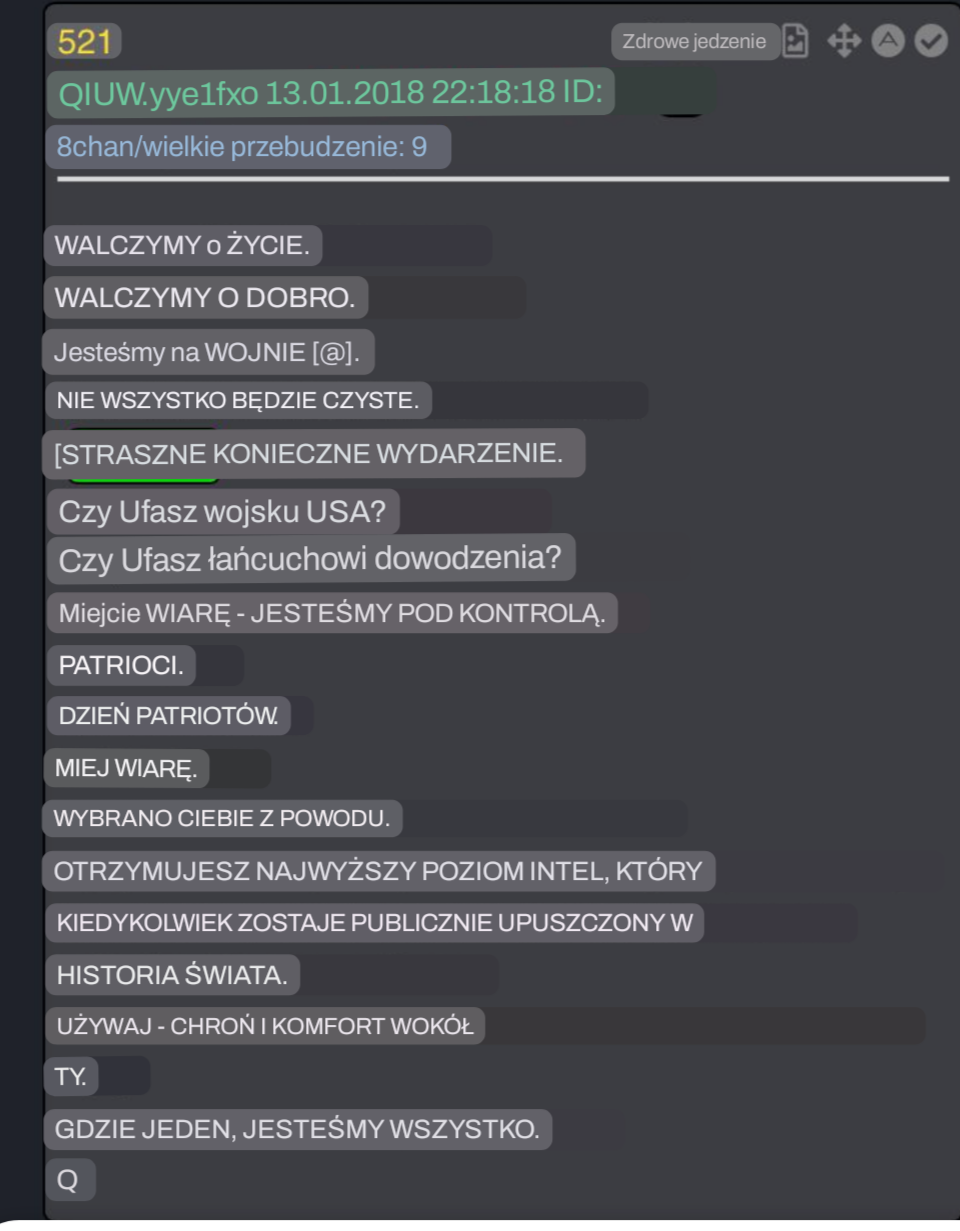 521
Zdrowe jedzenie
QIUW.yye1fxo 13.01.2018 22:18:18 ID:
8chan/wielkie przebudzenie: 9
WALCZYMY o ŻYCIE.
WALCZYMY O DOBRO.
Jesteśmy na WOJNIE [@].
NIE WSZYSTKO BĘDZIE CZYSTE.
[STRASZNE KONIECZNE WYDARZENIE.
Czy Ufasz wojsku USA?
Czy Ufasz łańcuchowi dowodzenia?
Miejcie WIARĘ - JESTEŚMY POD KONTROLĄ.
PATRIOCI.
DZIEŃ PATRIOTÓW.
MIEJ WIARĘ.
WYBRANO CIEBIE Z POWODU.
OTRZYMUJESZ NAJWYŻSZY POZIOM INTEL, KTÓRY
KIEDYKOLWIEK ZOSTAJE PUBLICZNIE UPUSZCZONY W
HISTORIA ŚWIATA.
UŻYWAJ - CHROŃ I KOMFORT WOKÓŁ
TY.
GDZIE JEDEN, JESTEŚMY WSZYSTKO.
Q